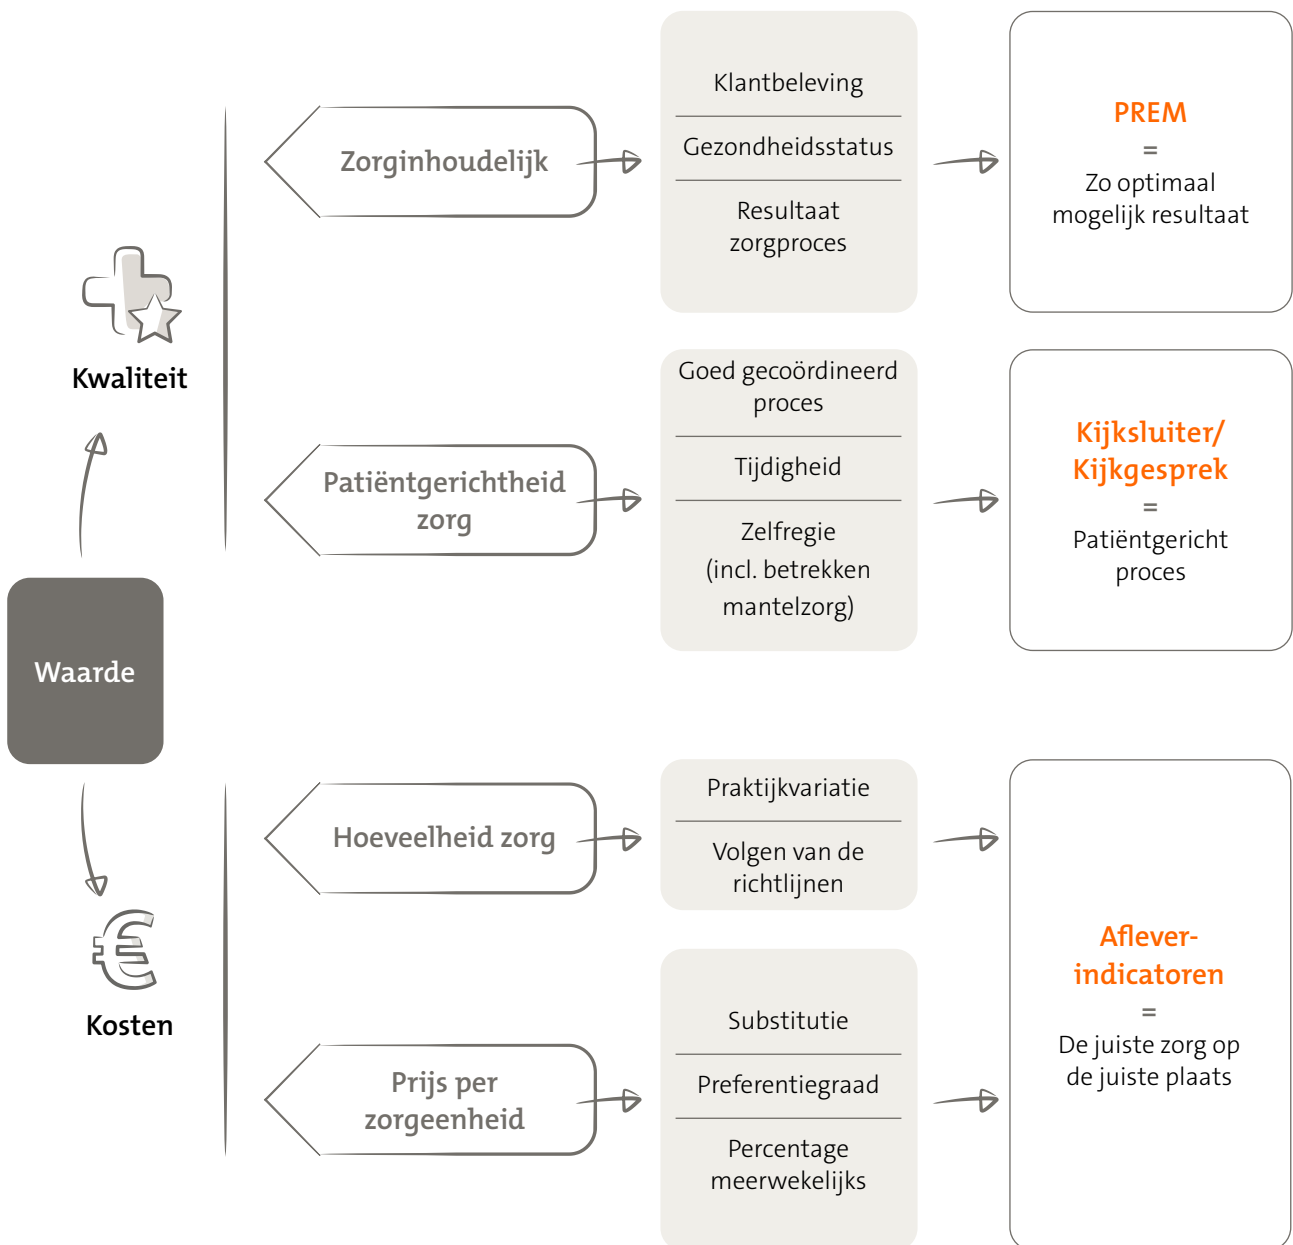 Klantbeleving
Gezondheidsstatus
Resultaat
zorgproces
Zorginhoudelijk
PREM
=
Zo optimaal
mogelijk resultaat
Kwaliteit
Goed gecoördineerd
proces
Tijdigheid
Zelfregie
(incl. betrekken
mantelzorg)
Patiëntgerichtheid
zorg
Kijksluiter/
Kijkgesprek
=
Patiëntgericht
proces
Waarde
Hoeveelheid zorg
Praktijkvariatie
Volgen van de
richtlijnen
€
Kosten
Prijs per
zorgeenheid
Substitutie
Preferentiegraad
Percentage
meerwekelijks
Aflever-
indicatoren
=
De juiste zorg op
de juiste plaats